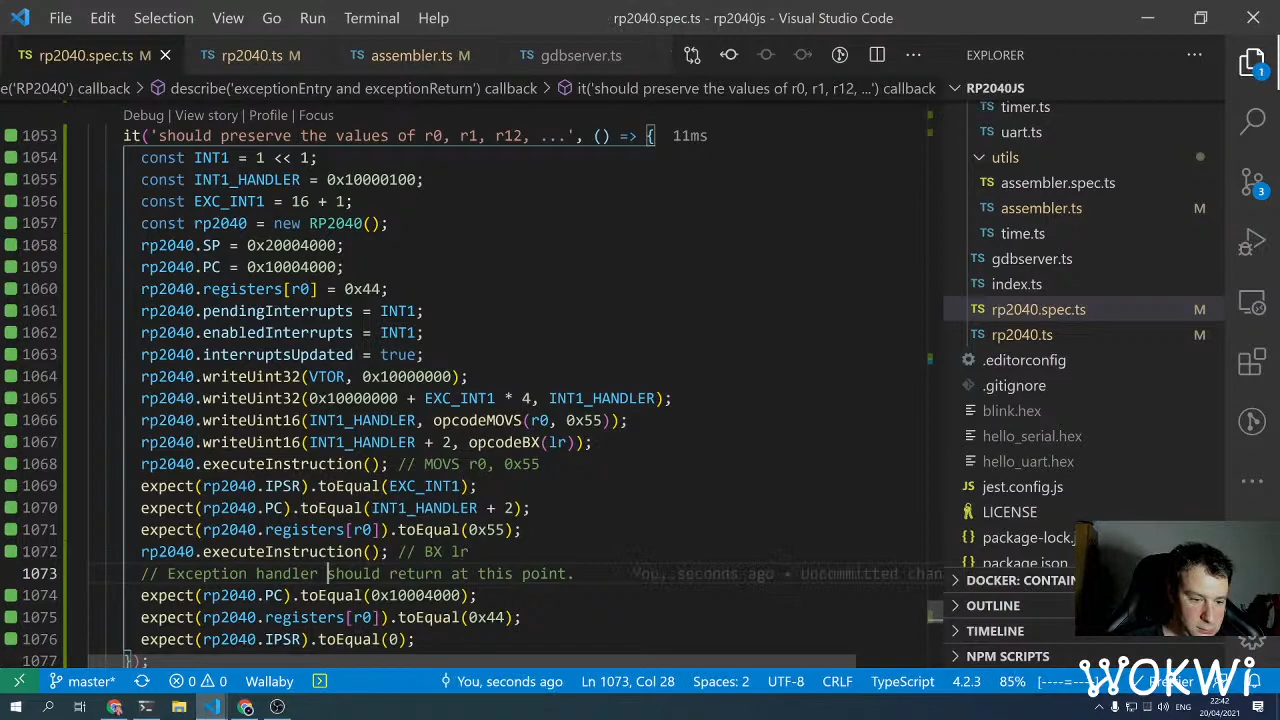 File Edit Selection View Go Run Terminal Help rp2040.spec.ts - rp2040js - Visual Studio Code
TS rp2040.spec.ts M TS rp2040.ts M TS assembler.ts M TS gdbserver.ts
e('RP2040') callback > describe('exceptionEntry and exceptionReturn') callback > it('should preserve the values of r0, r1, r12, ...') callback
Debug | View story | Profile | Focus
1053 it('should preserve the values of r0, r1, r12, ...', () => { 11ms
1054 const INT1 = 1 << 1;
1055 const INT1_HANDLER = 0x10000100;
1056 const EXC_INT1 = 16 + 1;
1057 const rp2040 = new RP2040();
1058 rp2040.SP = 0x20004000;
1059 rp2040.PC = 0x10004000;
1060 rp2040.registers[r0] = 0x44;
1061 rp2040.pendingInterrupts = INT1;
1062 rp2040.enabledInterrupts = INT1;
1063 rp2040.interruptsUpdated = true;
1064 rp2040.writeUint32(VTOR, 0x10000000);
1065 rp2040.writeUint32(0x10000000 + EXC_INT1 * 4, INT1_HANDLER);
1066 rp2040.writeUint16(INT1_HANDLER, opcodeMOVS(r0, 0x55));
1067 rp2040.writeUint16(INT1_HANDLER + 2, opcodeBX(lr));
1068 rp2040.executeInstruction(); // MOVS r0, 0x55
1069 expect(rp2040.IPSR).toEqual(EXC_INT1);
1070 expect(rp2040.PC).toEqual(INT1_HANDLER + 2);
1071 expect(rp2040.registers[r0]).toEqual(0x55);
1072 rp2040.executeInstruction(); // BX lr
1073 // Exception handler should return at this point. You, seconds ago • Uncommitted chan
1074 expect(rp2040.PC).toEqual(0x10004000);
1075 expect(rp2040.registers[r0]).toEqual(0x44);
1076 expect(rp2040.IPSR).toEqual(0);
1077 });
EXPLORER
RP2040JS
timer.ts
uart.ts
utils
TS assembler.spec.ts
TS assembler.ts M
TS time.ts
TS gdbserver.ts
TS index.ts
TS rp2040.spec.ts M
TS rp2040.ts M
.editorconfig
.gitignore
blink.hex
hello_serial.hex
hello_uart.hex
JS jest.config.js
LICENSE
{} package-lock.j
{} package.json
DOCKER: CONTAIN
OUTLINE
TIMELINE
NPM SCRIPTS
1
3
master* 0 0 Wallaby You, seconds ago Ln 1073, Col 28 Spaces: 2 UTF-8 CRLF TypeScript 4.2.3 85% [----=----]
WOKWi
ENG 22:42
20/04/2021